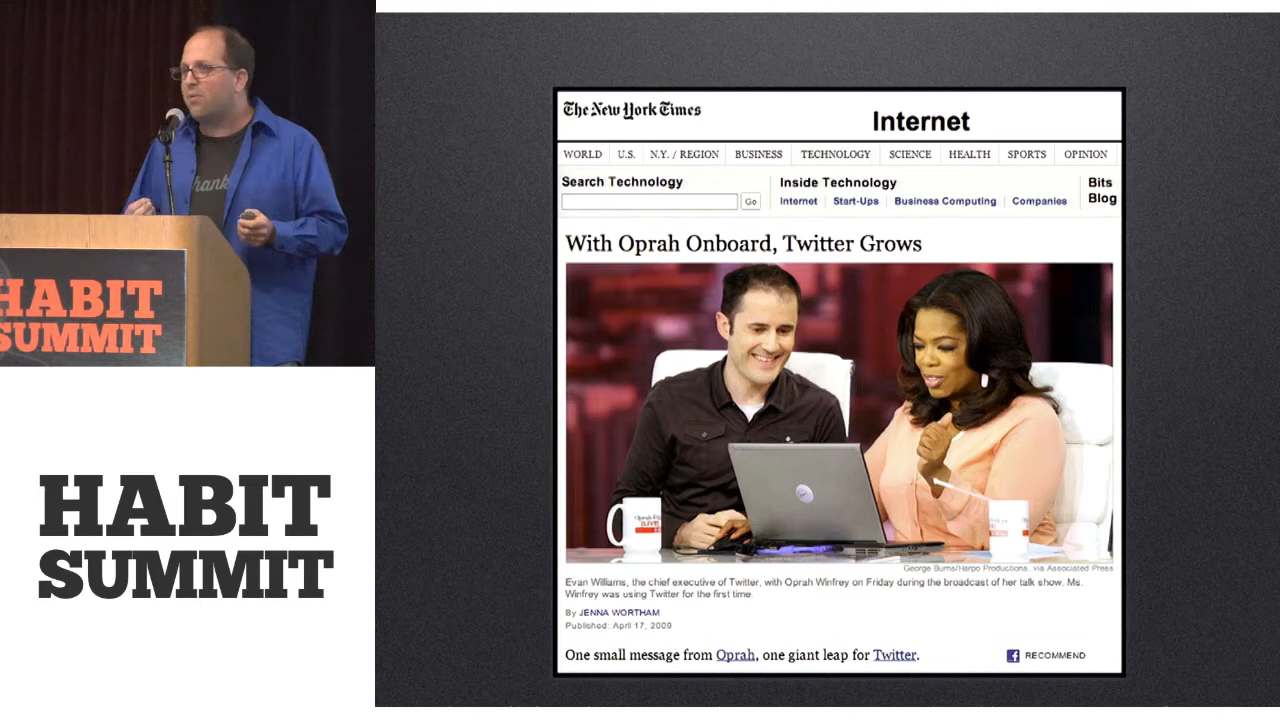 hank
HABIT
SUMMIT
HABIT
SUMMIT
The New York Times
Internet
WORLD U.S. N.Y. / REGION BUSINESS TECHNOLOGY SCIENCE HEALTH SPORTS OPINION
Search Technology
Go
Inside Technology
Internet Start-Ups Business Computing Companies
Bits
Blog
With Oprah Onboard, Twitter Grows
LIVE
George Burns/Harpo Productions, via Associated Press
Evan Williams, the chief executive of Twitter, with Oprah Winfrey on Friday during the broadcast of her talk show. Ms.
Winfrey was using Twitter for the first time.
By JENNA WORTHAM
Published: April 17, 2009
One small message from Oprah, one giant leap for Twitter.
RECOMMEND